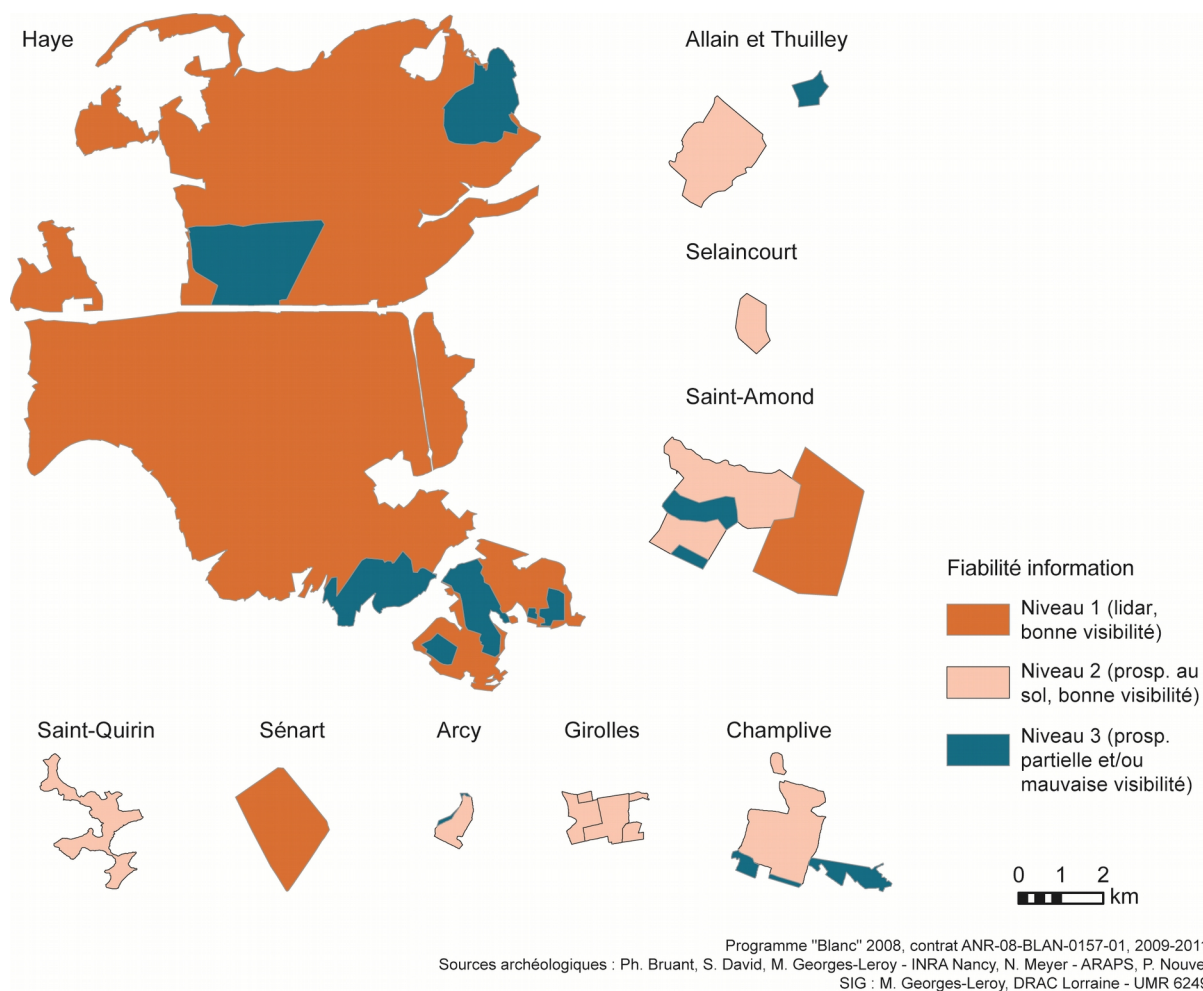 Haye
Allain et Thuilley
Selaincourt
Saint-Amond
Fiabilité information
Niveau 1 (lidar,
bonne visibilité)
Niveau 2 (prosp. au
sol, bonne visibilité)
Niveau 3 (prosp.
partielle et/ou
mauvaise visibilité)
Saint-Quirin
Sénart
Arcy
Girolles
Champlive
0 1 2
km
Programme "Blanc" 2008, contrat ANR-08-BLAN-0157-01, 2009-2011
Sources archéologiques : Ph. Bruant, S. David, M. Georges-Leroy - INRA Nancy, N. Meyer - ARAPS, P. Nouvel
SIG : M. Georges-Leroy, DRAC Lorraine - UMR 6249